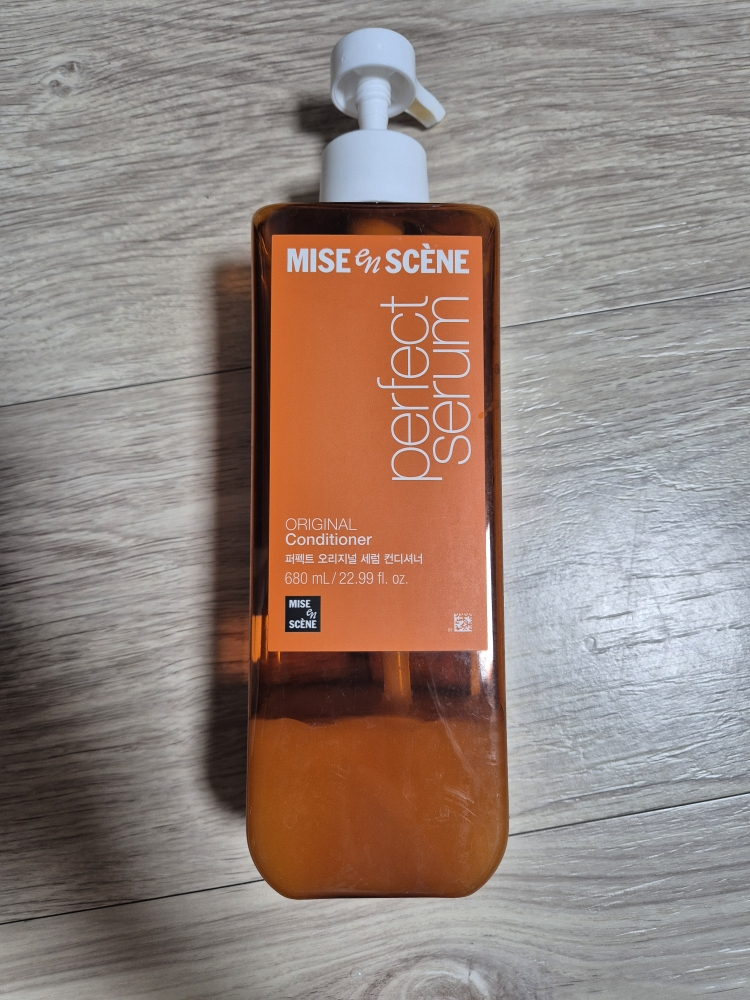 MISE en SCÈNE
perfect
serum
ORIGINAL
Conditioner
퍼펙트 오리지널 세럼 컨디셔너
680 mL / 22.99 fl. oz.
MISE
en
SCÈNE